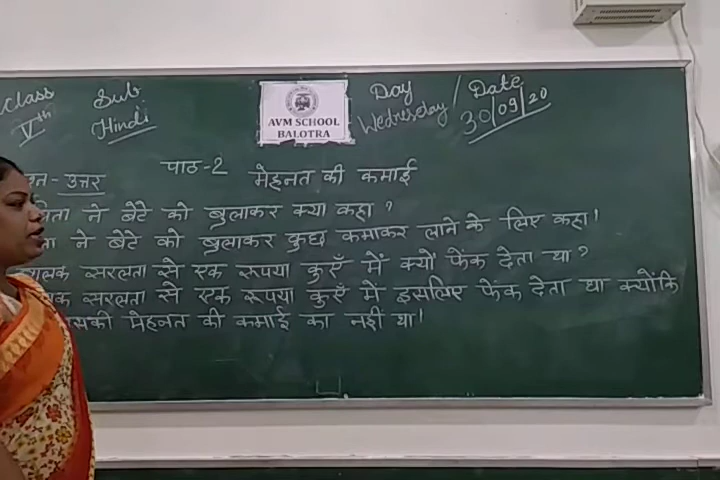 Class Sub Day / Date
Vth Hindi Wednesday 30/09/20
AVM SCHOOL
BALOTRA
उत्तर पाठ-2 मेहनत की कमाई
ने बेटे को बुलाकर क्या कहा?
ने बेटे को बुलाकर कुछ कमाकर लाने के लिए कहा।
सरलता से एक रूपया कुएँ में क्यों फेंक देता था?
सरलता से एक रूपया कुएँ में इसलिए फेंक देता था क्योंकि
मेहनत की कमाई का नहीं था।